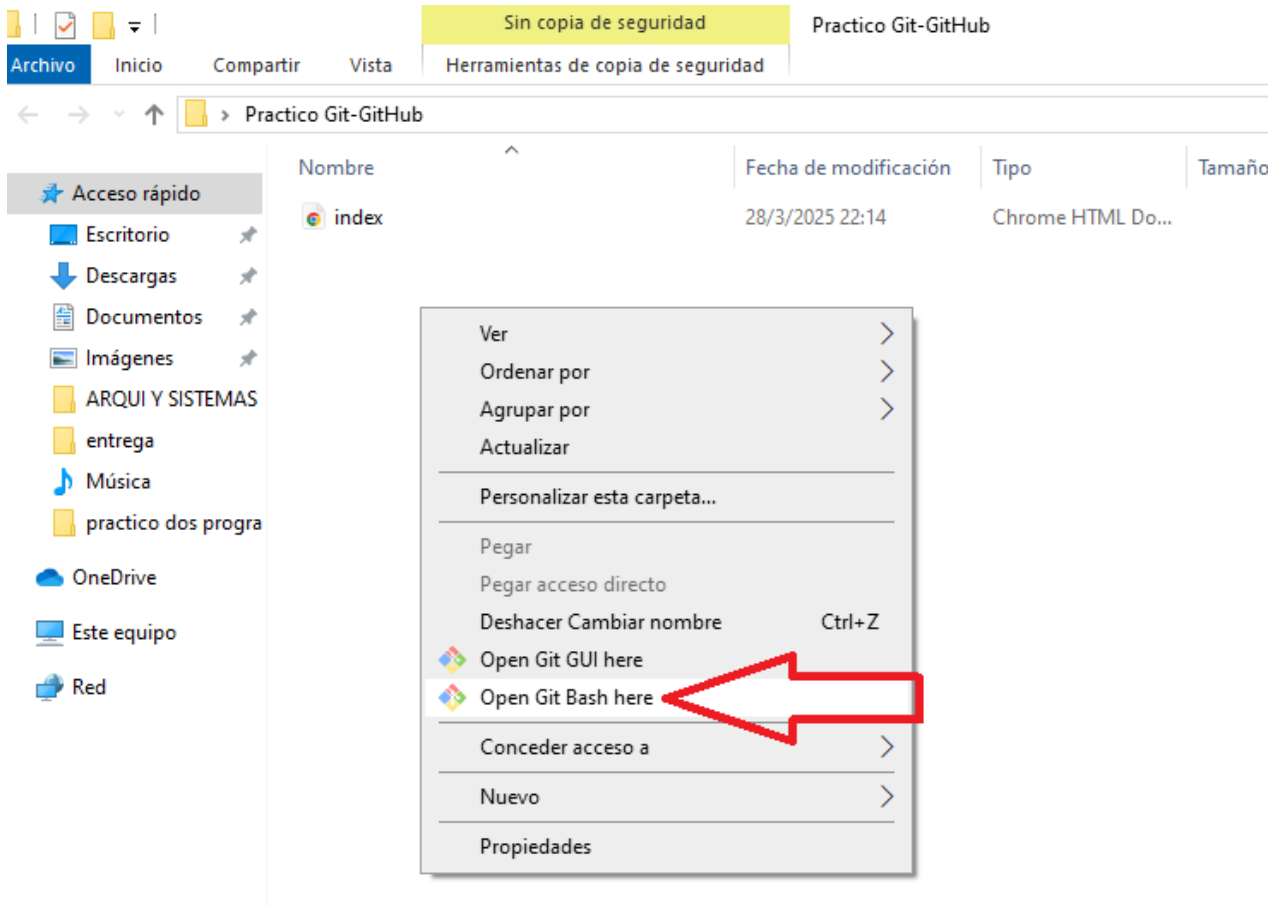 Sin copia de seguridad
Practico Git-GitHub
Archivo Inicio Compartir Vista Herramientas de copia de seguridad
Practico Git-GitHub
Nombre Fecha de modificación Tipo Tamaño
Acceso rápido
Escritorio
Descargas
Documentos
Imágenes
ARQUI Y SISTEMAS
entrega
Música
practico dos progra
OneDrive
Este equipo
Red
index 28/3/2025 22:14 Chrome HTML Do...
Ver
Ordenar por
Agrupar por
Actualizar
Personalizar esta carpeta...
Pegar
Pegar acceso directo
Deshacer Cambiar nombre Ctrl+Z
Open Git GUI here
Open Git Bash here
Conceder acceso a
Nuevo
Propiedades